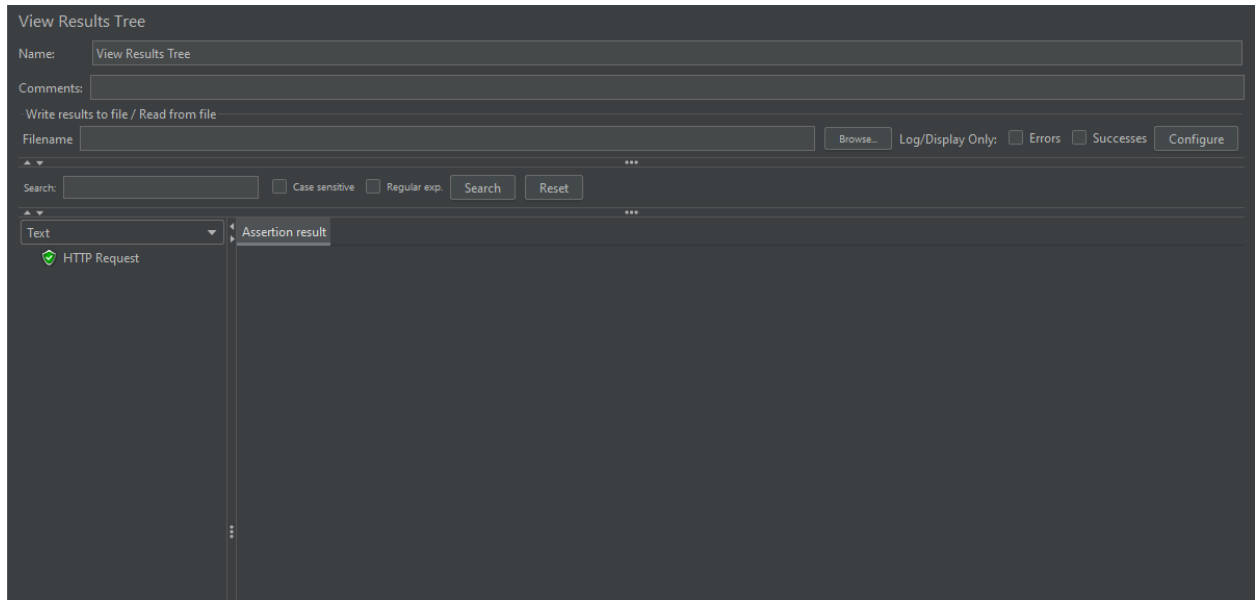 View Results Tree
Name: View Results Tree
Comments:
Write results to file / Read from file
Filename Browse... Log/Display Only: Errors Successes Configure
Search: Case sensitive Regular exp. Search Reset
Text Assertion result
HTTP Request